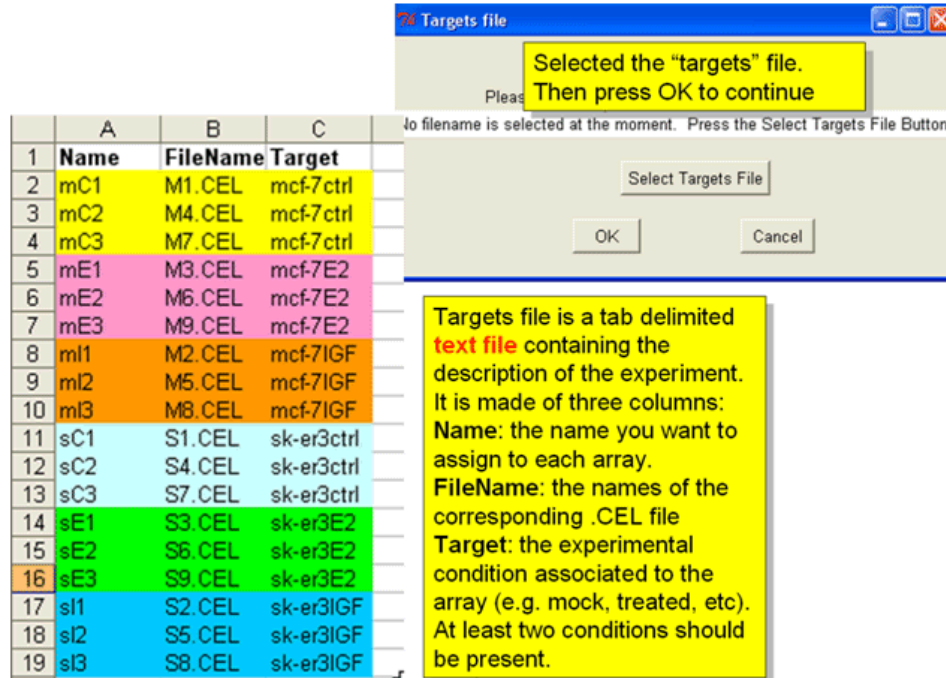 Targets file
Selected the “targets” file.
Then press OK to continue
No filename is selected at the moment. Press the Select Targets File Button
Select Targets File
OK Cancel
A B C
1 Name FileName Target
2 mC1 M1.CEL mcf-7ctrl
3 mC2 M4.CEL mcf-7ctrl
4 mC3 M7.CEL mcf-7ctrl
5 mE1 M3.CEL mcf-7E2
6 mE2 M6.CEL mcf-7E2
7 mE3 M9.CEL mcf-7E2
8 mI1 M2.CEL mcf-7IGF
9 mI2 M5.CEL mcf-7IGF
10 mI3 M8.CEL mcf-7IGF
11 sC1 S1.CEL sk-er3ctrl
12 sC2 S4.CEL sk-er3ctrl
13 sC3 S7.CEL sk-er3ctrl
14 sE1 S3.CEL sk-er3E2
15 sE2 S6.CEL sk-er3E2
16 sE3 S9.CEL sk-er3E2
17 sI1 S2.CEL sk-er3IGF
18 sI2 S5.CEL sk-er3IGF
19 sI3 S8.CEL sk-er3IGF
Targets file is a tab delimited
text file containing the
description of the experiment.
It is made of three columns:
Name: the name you want to
assign to each array.
FileName: the names of the
corresponding .CEL file
Target: the experimental
condition associated to the
array (e.g. mock, treated, etc).
At least two conditions should
be present.